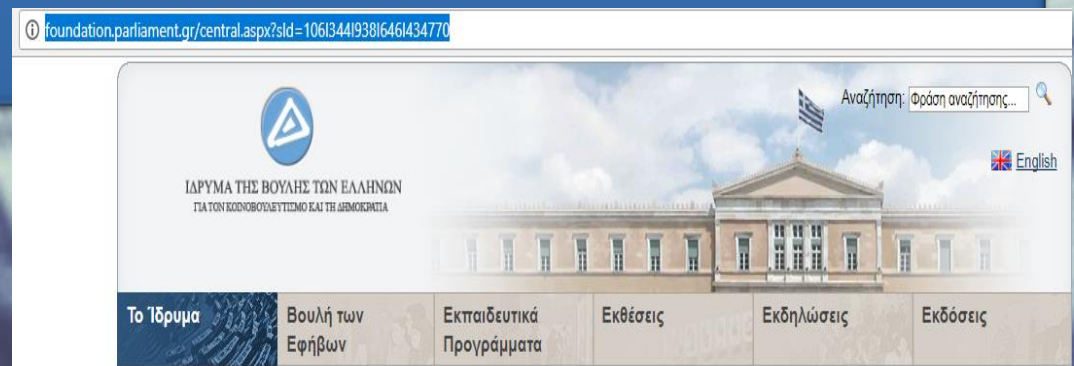 foundation.parliament.gr/central.aspx?sId=106I344I938I646I434770
Αναζήτηση: Φράση αναζήτησης...
English
ΙΔΡΥΜΑ ΤΗΣ ΒΟΥΛΗΣ ΤΩΝ ΕΛΛΗΝΩΝ
ΓΙΑ ΤΟΝ ΚΟΙΝΟΒΟΥΛΕΥΤΙΣΜΟ ΚΑΙ ΤΗ ΔΗΜΟΚΡΑΤΙΑ
Το Ίδρυμα
Βουλή των
Εφήβων
Εκπαιδευτικά
Προγράμματα
Εκθέσεις
Εκδηλώσεις
Εκδόσεις